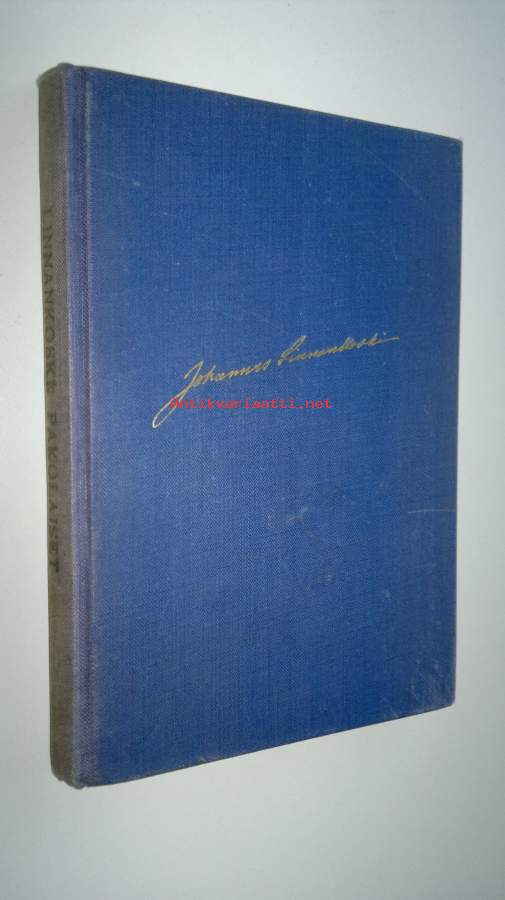 LINNANKOSKI PAKOLAISET
Johannes Linnankoski
Antikvariaatti.net